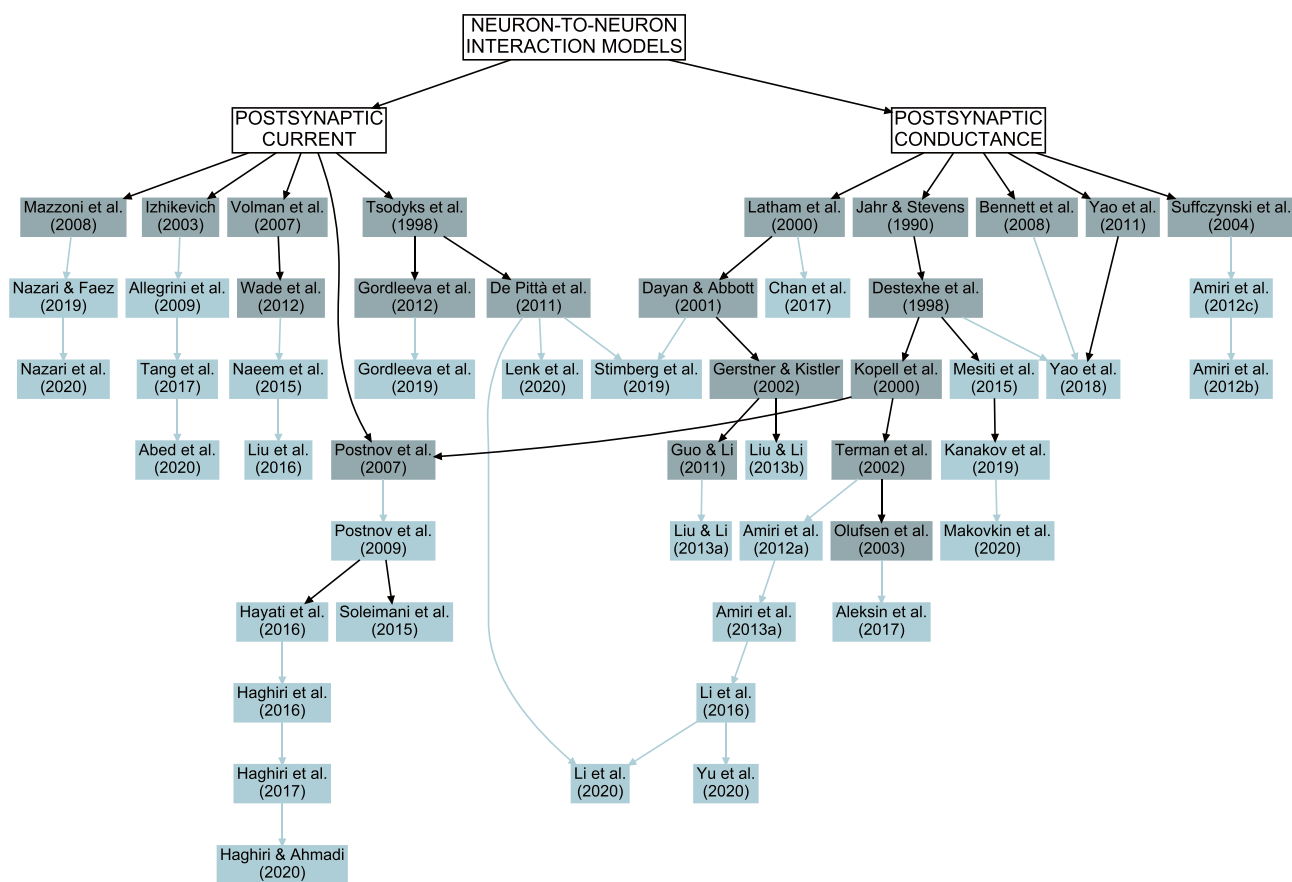 NEURON-TO-NEURON
INTERACTION MODELS
POSTSYNAPTIC
CURRENT
POSTSYNAPTIC
CONDUCTANCE
Mazzoni et al.
(2008)
Izhikevich
(2003)
Volman et al.
(2007)
Tsodyks et al.
(1998)
Latham et al.
(2000)
Jahr & Stevens
(1990)
Bennett et al.
(2008)
Yao et al.
(2011)
Suffczynski et al.
(2004)
Nazari & Faez
(2019)
Allegrini et al.
(2009)
Wade et al.
(2012)
Gordleeva et al.
(2012)
De Pittà et al.
(2011)
Dayan & Abbott
(2001)
Chan et al.
(2017)
Destexhe et al.
(1998)
Amiri et al.
(2012c)
Nazari et al.
(2020)
Tang et al.
(2017)
Naeem et al.
(2015)
Gordleeva et al.
(2019)
Lenk et al.
(2020)
Stimberg et al.
(2019)
Gerstner & Kistler
(2002)
Kopell et al.
(2000)
Mesiti et al.
(2015)
Yao et al.
(2018)
Amiri et al.
(2012b)
Abed et al.
(2020)
Liu et al.
(2016)
Postnov et al.
(2007)
Guo & Li
(2011)
Liu & Li
(2013b)
Terman et al.
(2002)
Kanakov et al.
(2019)
Postnov et al.
(2009)
Liu & Li
(2013a)
Amiri et al.
(2012a)
Olufsen et al.
(2003)
Makovkin et al.
(2020)
Hayati et al.
(2016)
Soleimani et al.
(2015)
Amiri et al.
(2013a)
Aleksin et al.
(2017)
Haghiri et al.
(2016)
Li et al.
(2016)
Haghiri et al.
(2017)
Li et al.
(2020)
Yu et al.
(2020)
Haghiri & Ahmadi
(2020)